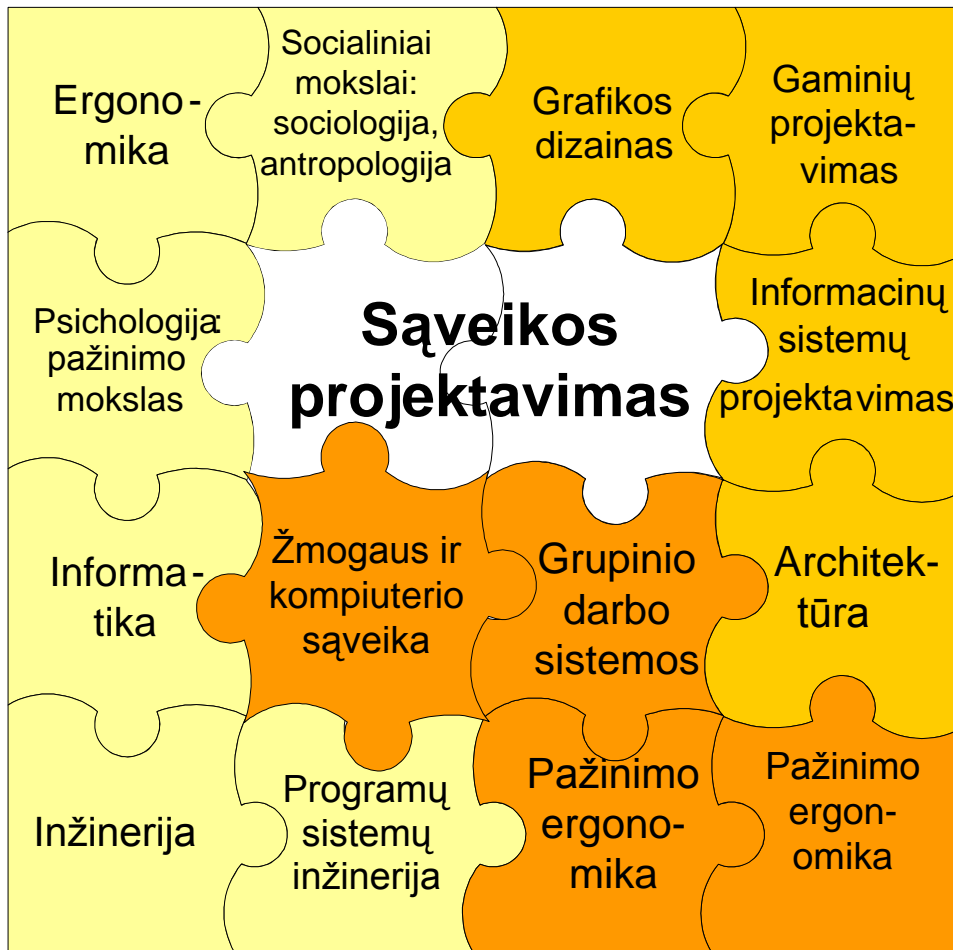 Ergono-
mika
Socialiniai
mokslai:
sociologija,
antropologija
Grafikos
dizainas
Gaminių
projekta-
vimas
Psichologija:
pažinimo
mokslas
Sąveikos
projektavimas
Informacinų
sistemų
projektavimas
Informa-
tika
Žmogaus ir
kompiuterio
sąveika
Grupinio
darbo
sistemos
Architek-
tūra
Inžinerija
Programų
sistemų
inžinerija
Pažinimo
ergono-
mika
Pažinimo
ergon-
omika